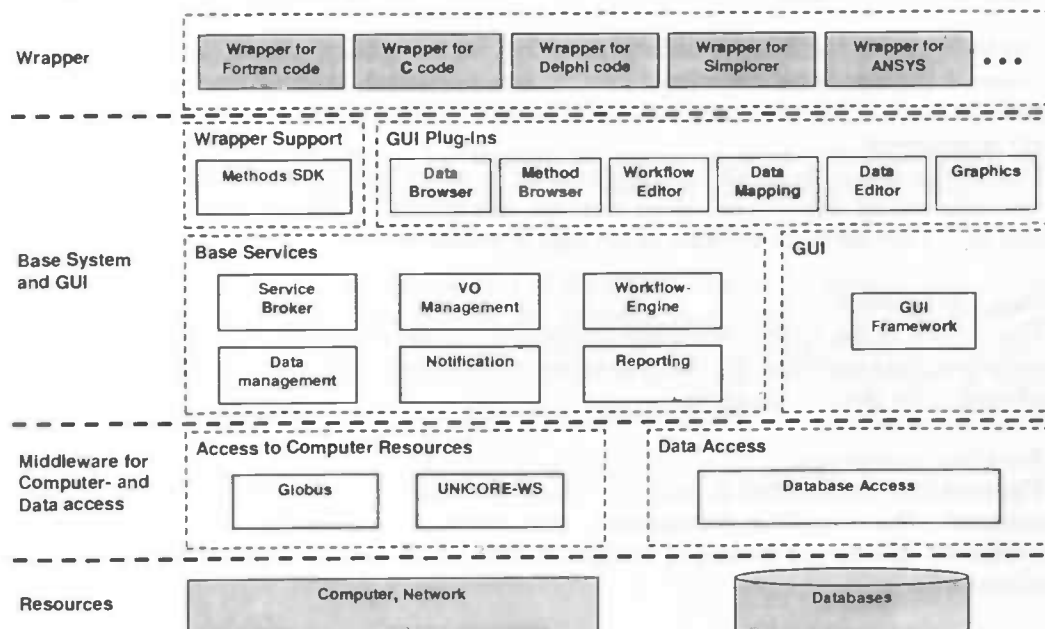 Wrapper
Wrapper for
Fortran code
Wrapper for
C code
Wrapper for
Delphi code
Wrapper for
Simplorer
Wrapper for
ANSYS
•••
Base System
and GUI
Wrapper Support
Methods SDK
GUI Plug-Ins
Data
Browser
Method
Browser
Workflow
Editor
Data
Mapping
Data
Editor
Graphics
Base Services
Service
Broker
VO
Management
Workflow-
Engine
Data
management
Notification
Reporting
GUI
GUI
Framework
Middleware for
Computer- and
Data access
Access to Computer Resources
Globus
UNICORE-WS
Data Access
Database Access
Resources
Computer, Network
Databases